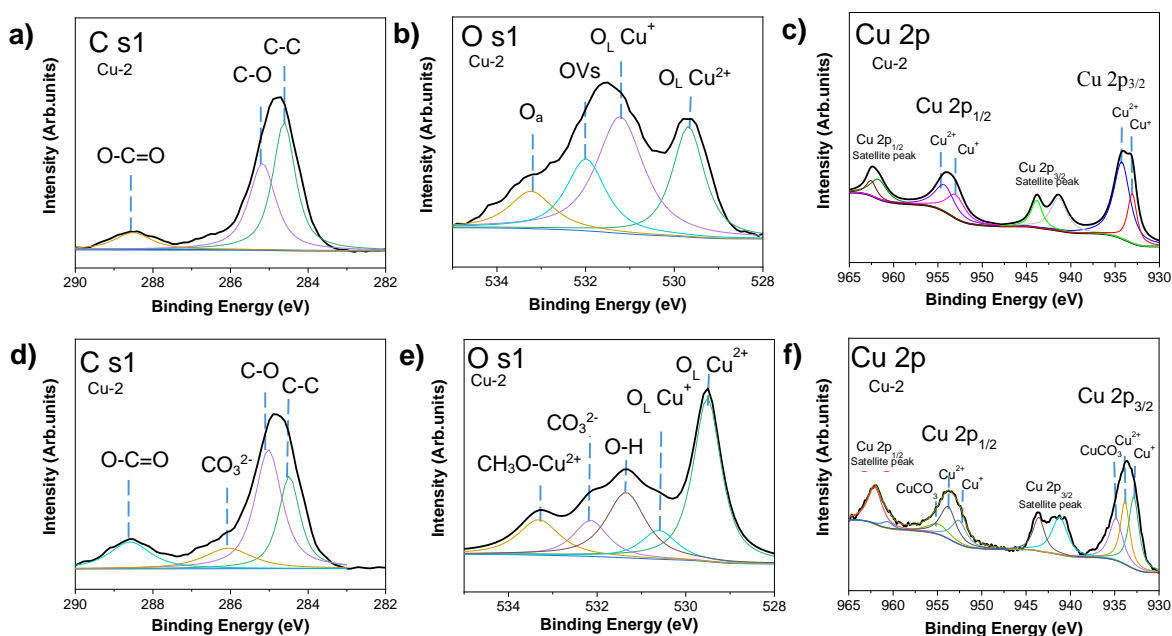 a)
C s1
Cu-2
C-C
C-O
O-C=O
Intensity (Arb.units)
290 288 286 284 282
Binding Energy (eV)
b)
O s1
Cu-2
O_L Cu⁺
OVs
O_L Cu²⁺
O_a
Intensity (Arb.units)
534 532 530 528
Binding Energy (eV)
c)
Cu 2p
Cu-2
Cu 2p₃/₂
Cu²⁺
Cu⁺
Cu 2p₁/₂
Cu²⁺
Cu⁺
Cu 2p₁/₂
Satellite peak
Cu 2p₃/₂
Satellite peak
Intensity (Arb.units)
965 960 955 950 945 940 935 930
Binding Energy (eV)
d)
C s1
Cu-2
C-O
C-C
O-C=O
CO₃²⁻
Intensity (Arb.units)
290 288 286 284 282
Binding Energy (eV)
e)
O s1
Cu-2
O_L Cu²⁺
O_L Cu⁺
CO₃²⁻
O-H
CH₃O-Cu²⁺
Intensity (Arb.units)
534 532 530 528
Binding Energy (eV)
f)
Cu 2p
Cu-2
Cu 2p₃/₂
CuCO₃
Cu²⁺
Cu⁺
Cu 2p₁/₂
Cu 2p₁/₂
Satellite peak
Cu²⁺
CuCO₃
Cu⁺
Cu 2p₃/₂
Satellite peak
Intensity (Arb.units)
965 960 955 950 945 940 935 930
Binding Energy (eV)